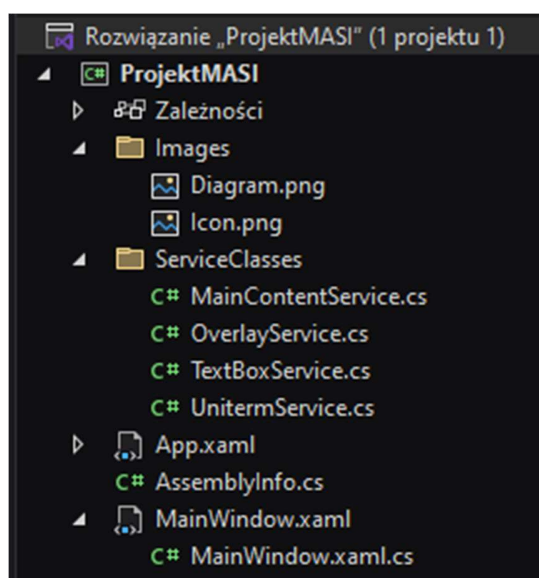 Rozwiązanie „ProjektMASI" (1 projektu 1)
C# ProjektMASI
Zależności
Images
Diagram.png
Icon.png
ServiceClasses
C# MainContentService.cs
C# OverlayService.cs
C# TextBoxService.cs
C# UnitermService.cs
App.xaml
C# AssemblyInfo.cs
MainWindow.xaml
C# MainWindow.xaml.cs